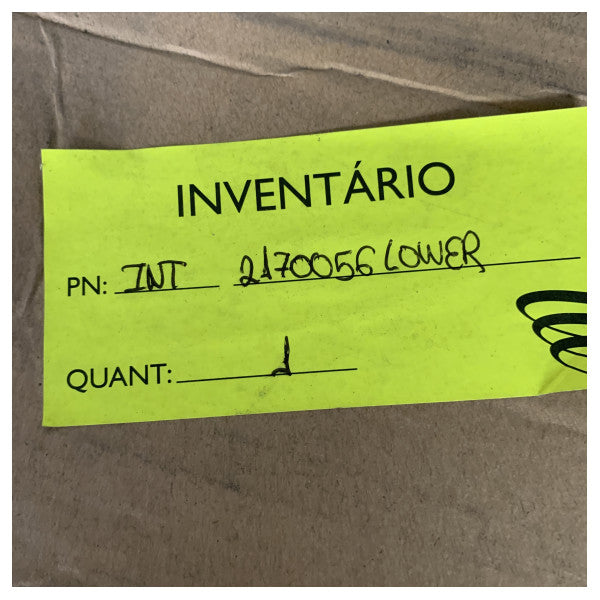 INVENTÁRIO
PN: INT 2170056 LOWER
QUANT: 1